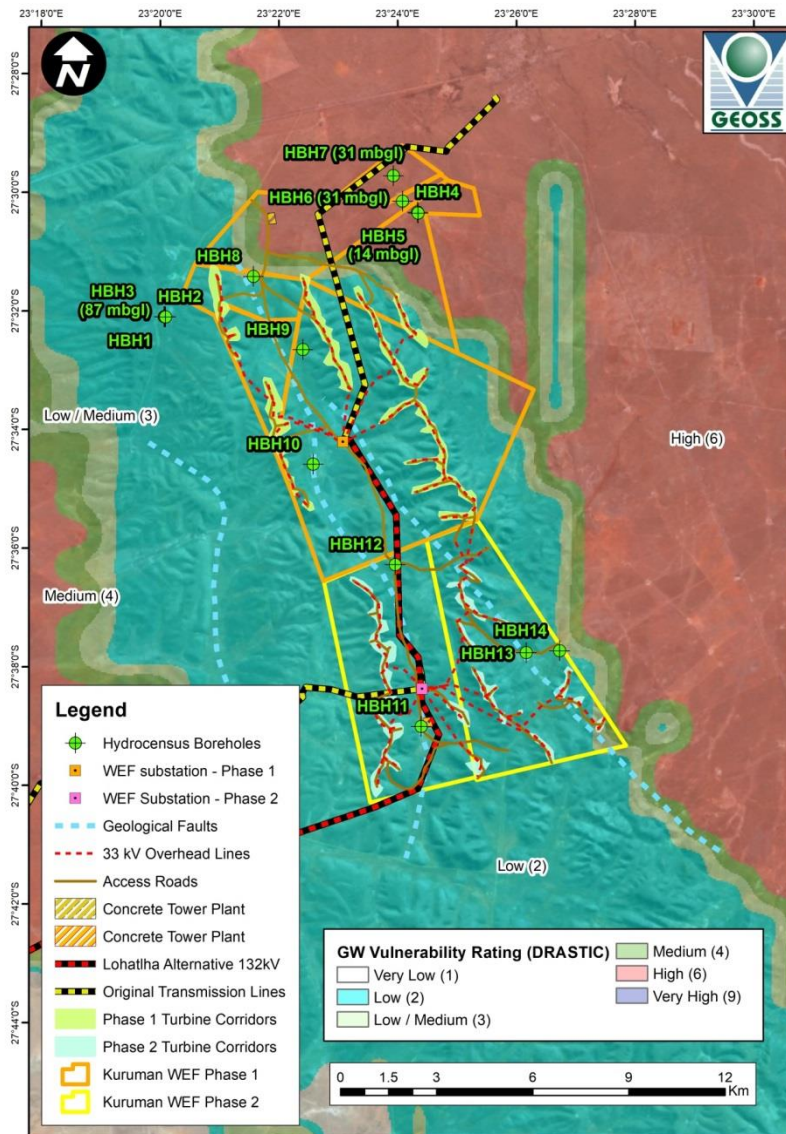 23°18'0"E
23°20'0"E
23°22'0"E
23°24'0"E
23°26'0"E
23°28'0"E
23°30'0"E
27°28'0"S
27°30'0"S
27°32'0"S
27°34'0"S
27°36'0"S
27°38'0"S
27°40'0"S
27°42'0"S
27°44'0"S
N
GEOSS
HBH7 (31 mbgl)
HBH6 (31 mbgl)
HBH4
HBH5
(14 mbgl)
HBH8
HBH3
(87 mbgl)
HBH2
HBH1
HBH9
Low / Medium (3)
High (6)
HBH10
HBH12
Medium (4)
HBH14
HBH13
HBH11
Low (2)
Legend
Hydrocensus Boreholes
WEF substation - Phase 1
WEF Substation - Phase 2
Geological Faults
33 kV Overhead Lines
Access Roads
Concrete Tower Plant
Concrete Tower Plant
Lohatlha Alternative 132kV
Original Transmission Lines
Phase 1 Turbine Corridors
Phase 2 Turbine Corridors
Kuruman WEF Phase 1
Kuruman WEF Phase 2
GW Vulnerability Rating (DRASTIC)
Very Low (1)
Low (2)
Low / Medium (3)
Medium (4)
High (6)
Very High (9)
0 1.5 3 6 9 12
Km